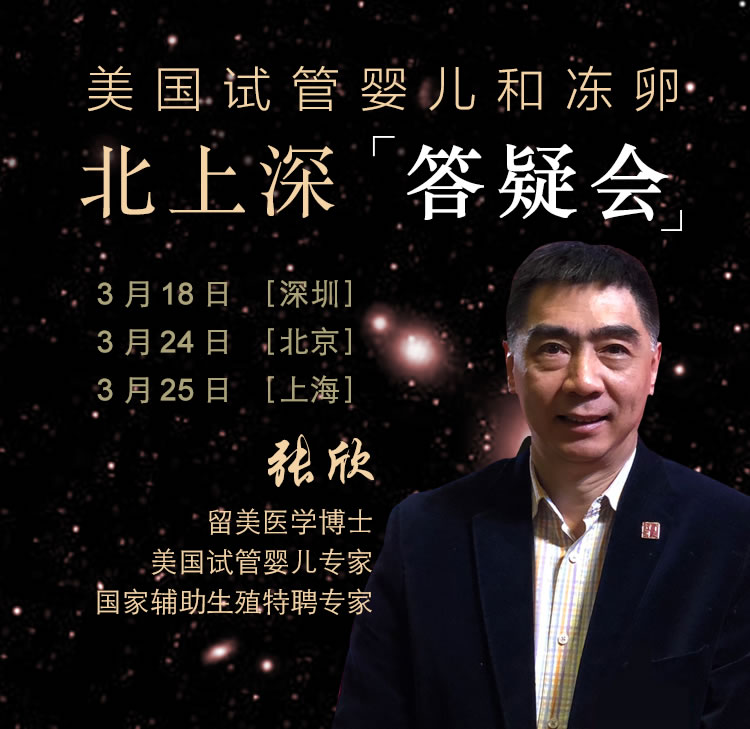 美国试管婴儿和冻卵
北上深「答疑会」
3月18日 [深圳]
3月24日 [北京]
3月25日 [上海]
张欣
留美医学博士
美国试管婴儿专家
国家辅助生殖特聘专家